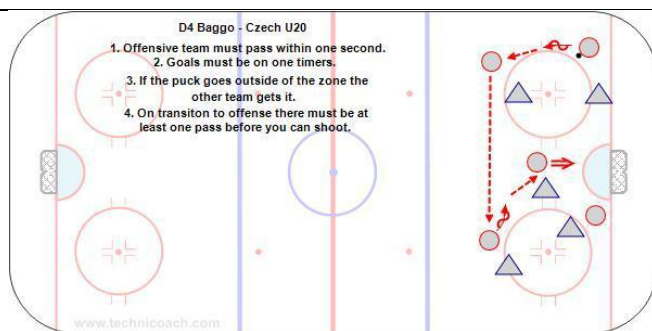 D4 Baggo - Czech U20
1. Offensive team must pass within one second.
2. Goals must be on one timers.
3. If the puck goes outside of the zone the
other team gets it.
4. On transiton to offense there must be at
least one pass before you can shoot.
www.technicoach.com